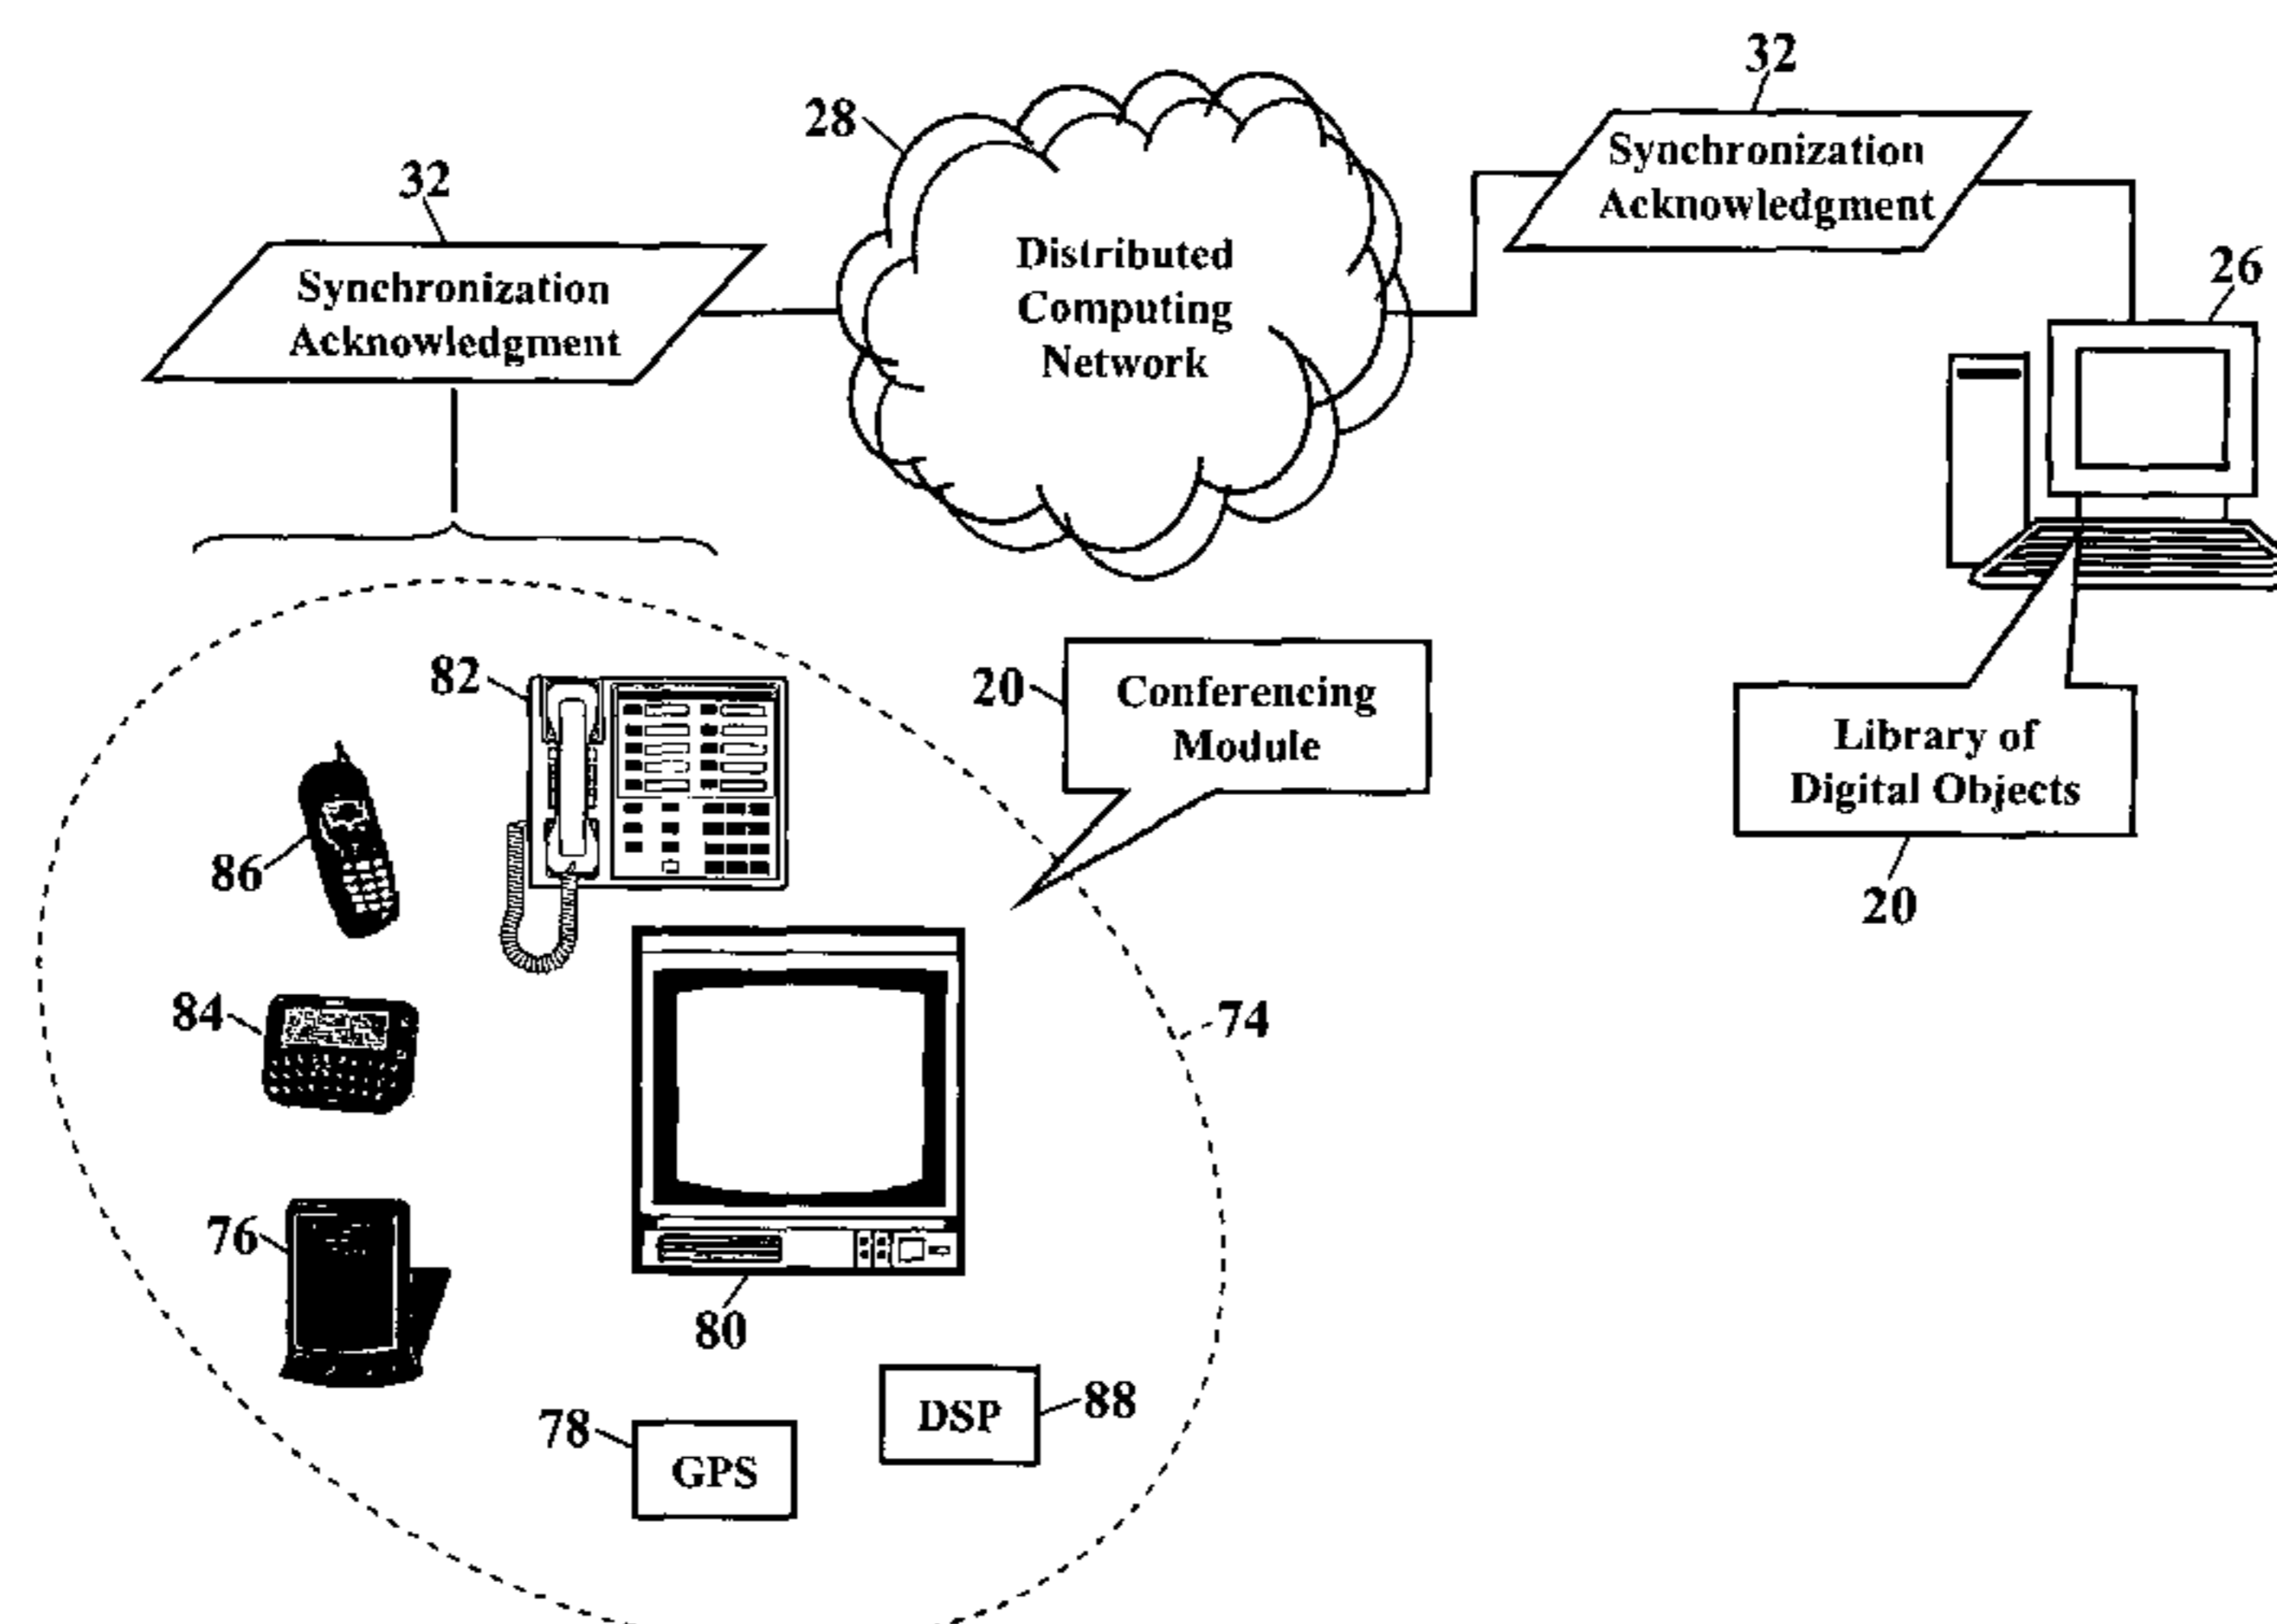 32
28
32
Synchronization
Acknowledgment
Distributed
Computing
Network
Synchronization
Acknowledgment
26
82
20
Conferencing
Module
Library of
Digital Objects
20
86
84
74
76
80
78
GPS
DSP
88